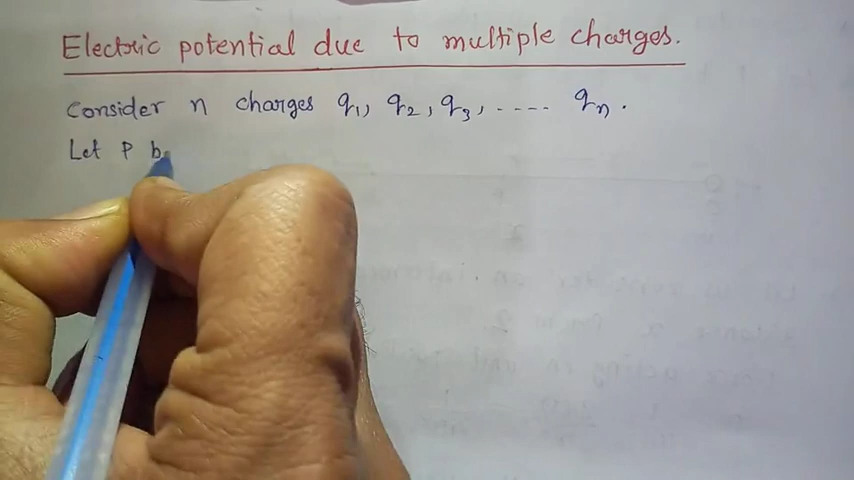 Electric potential due to multiple charges.
Consider n charges q₁, q₂, q₃, .... qₙ.
Let P b